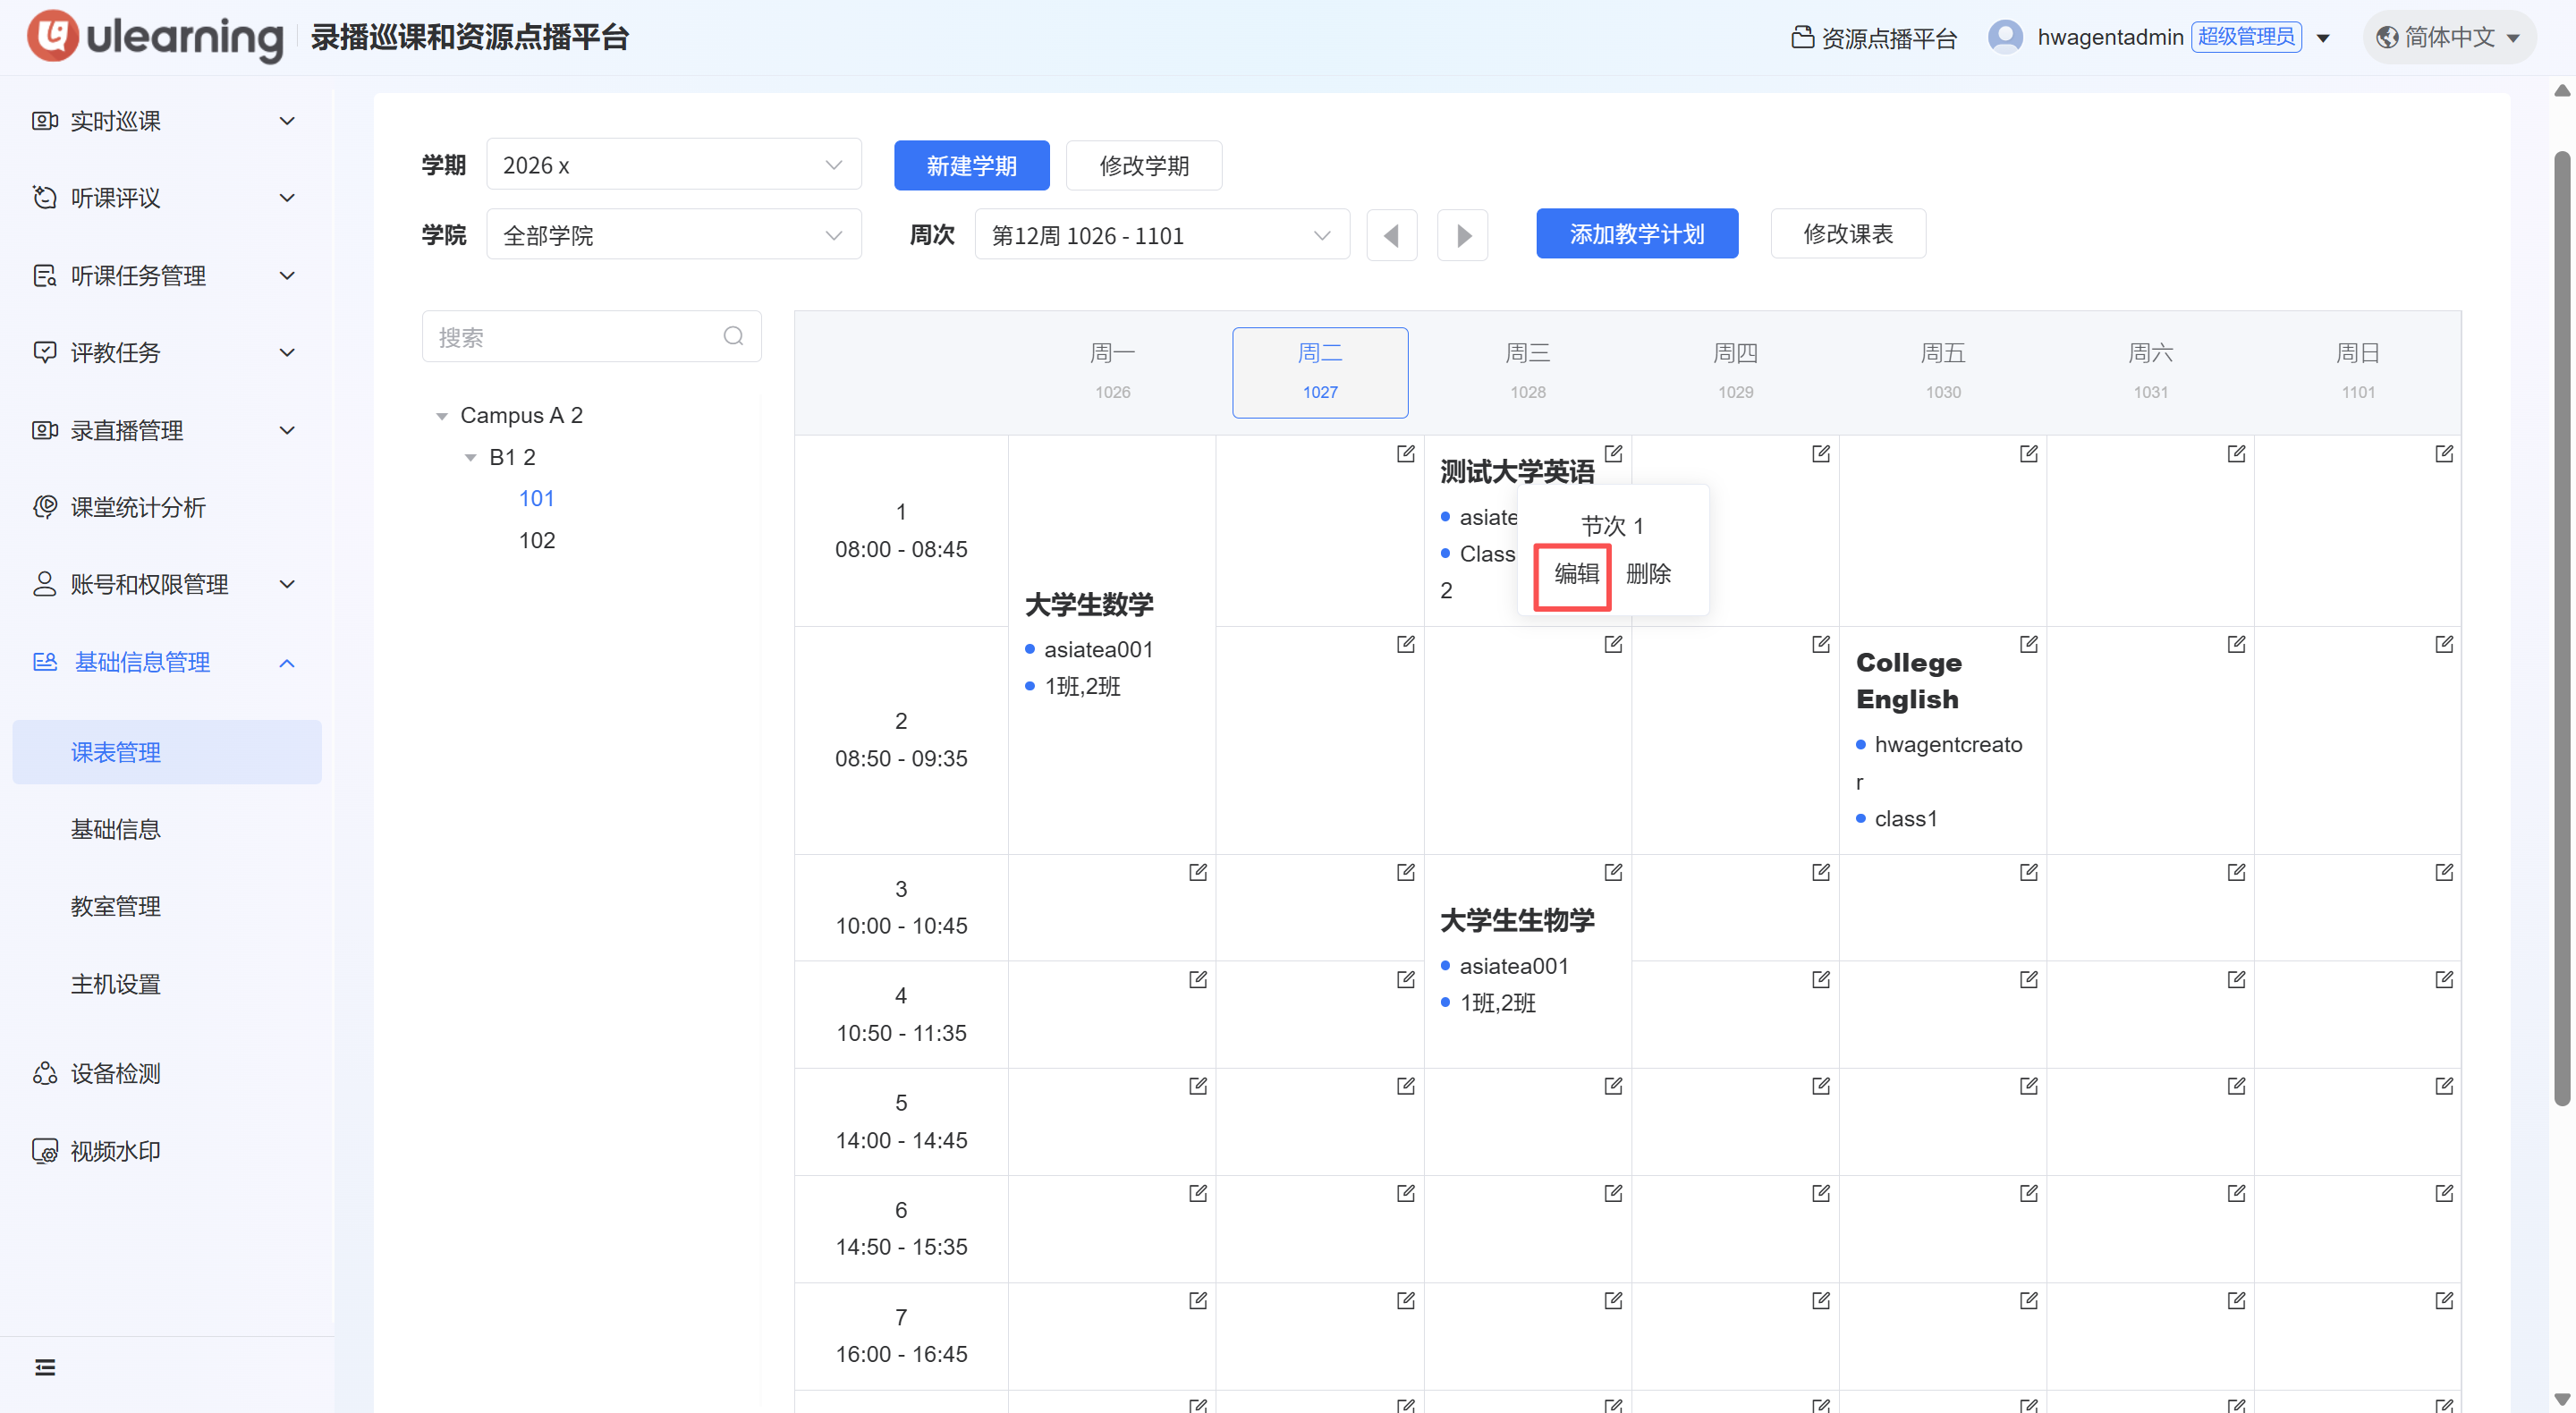 ulearning 录播巡课和资源点播平台
资源点播平台 hwagentadmin 超级管理员 简体中文
实时巡课
听课评议
听课任务管理
评教任务
录直播管理
课堂统计分析
账号和权限管理
基础信息管理
课表管理
基础信息
教室管理
主机设置
设备检测
视频水印
学期 2026 x 新建学期 修改学期
学院 全部学院 周次 第12周 1026 - 1101 添加教学计划 修改课表
搜索
Campus A 2
B1 2
101
102
周一 周二 周三 周四 周五 周六 周日
1026 1027 1028 1029 1030 1031 1101
1
08:00 - 08:45
大学生数学
asiatea001
1班,2班
测试大学英语
asiate
Class
2
节次 1
编辑 删除
2
08:50 - 09:35
College
English
hwagentcreato
r
class1
3
10:00 - 10:45
大学生生物学
asiatea001
1班,2班
4
10:50 - 11:35
5
14:00 - 14:45
6
14:50 - 15:35
7
16:00 - 16:45